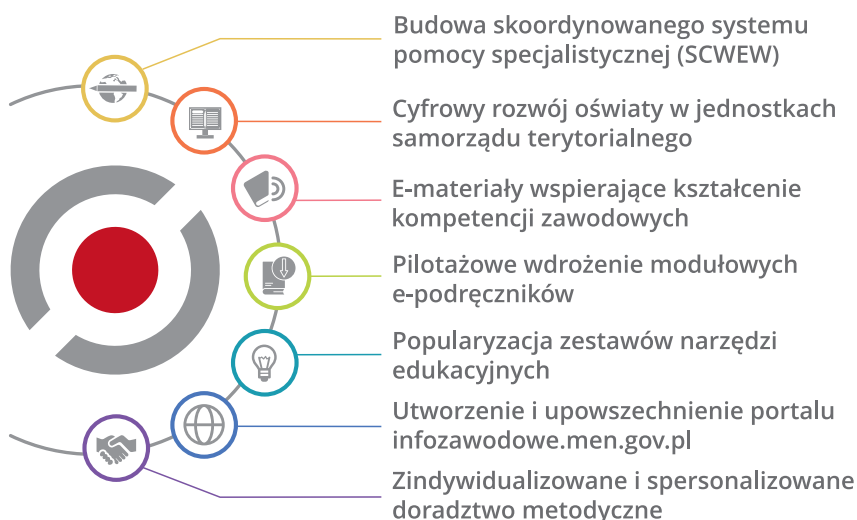 Budowa skoordynowanego systemu
pomocy specjalistycznej (SCWEW)
Cyfrowy rozwój oświaty w jednostkach
samorządu terytorialnego
E-materiały wspierające kształcenie
kompetencji zawodowych
Pilotażowe wdrożenie modułowych
e-podręczników
Popularyzacja zestawów narzędzi
edukacyjnych
Utworzenie i upowszechnienie portalu
infozawodowe.men.gov.pl
Zindywidualizowane i spersonalizowane
doradztwo metodyczne